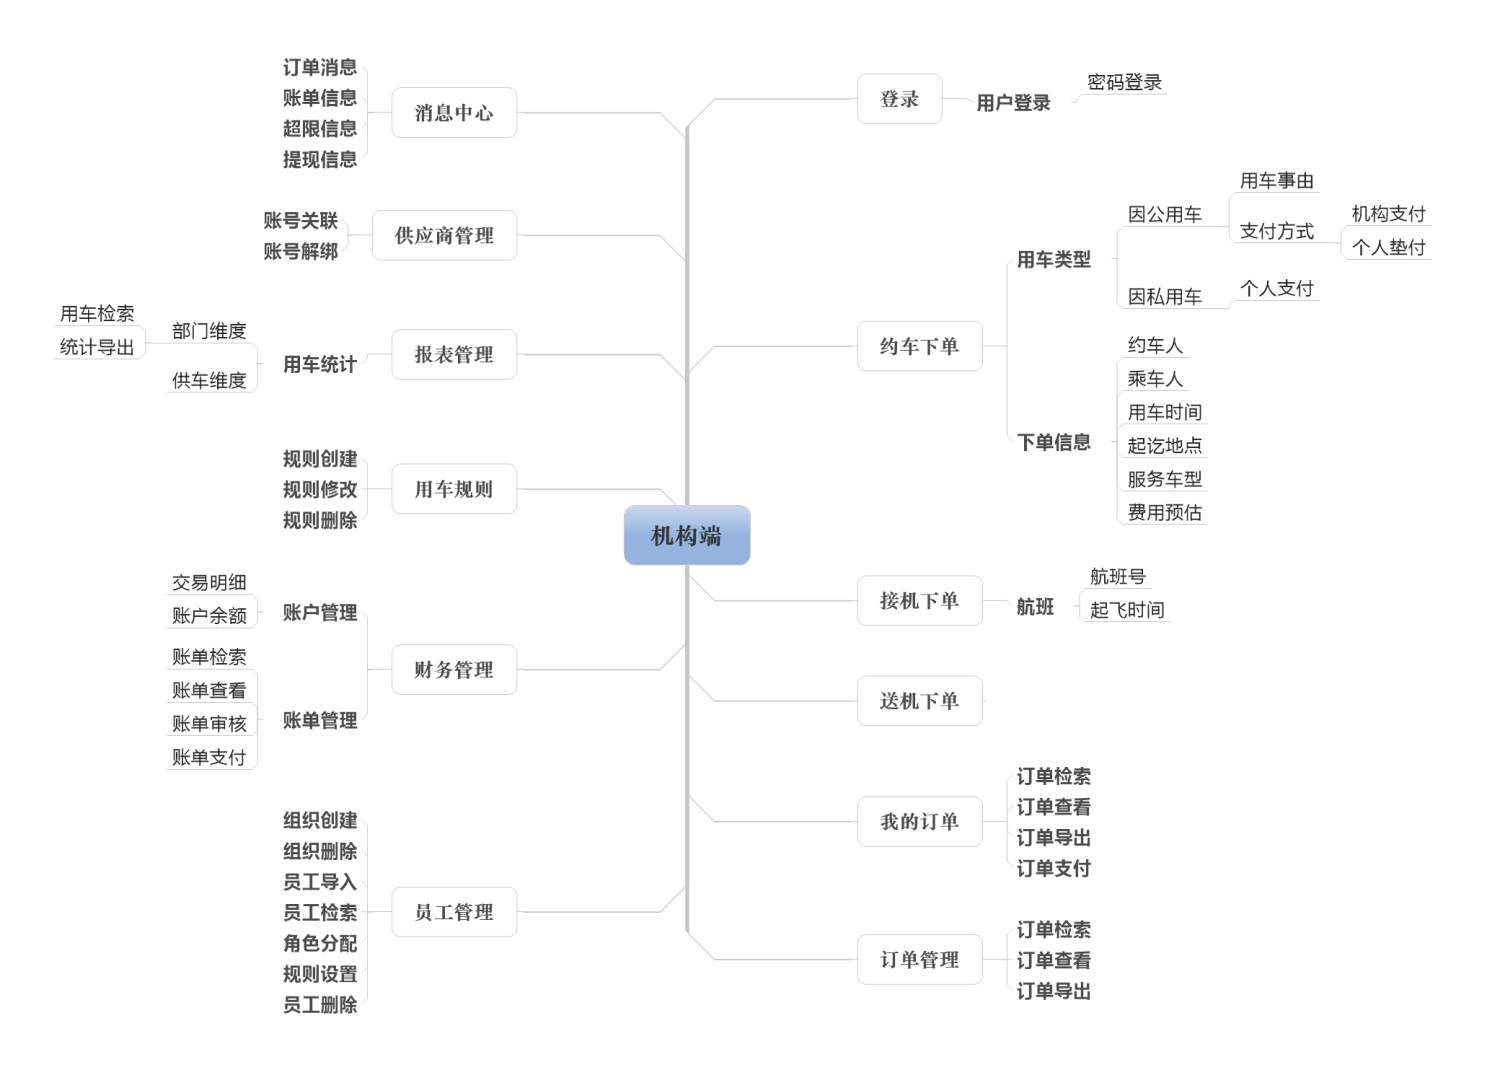 机构端
登录
用户登录
密码登录
约车下单
用车类型
因公用车
用车事由
支付方式
机构支付
个人垫付
因私用车
个人支付
下单信息
约车人
乘车人
用车时间
起讫地点
服务车型
费用预估
接机下单
航班
航班号
起飞时间
送机下单
我的订单
订单检索
订单查看
订单导出
订单支付
订单管理
订单检索
订单查看
订单导出
消息中心
订单消息
账单信息
超限信息
提现信息
供应商管理
账号关联
账号解绑
报表管理
用车统计
部门维度
用车检索
统计导出
供车维度
用车规则
规则创建
规则修改
规则删除
财务管理
账户管理
交易明细
账户余额
账单管理
账单检索
账单查看
账单审核
账单支付
员工管理
组织创建
组织删除
员工导入
员工检索
角色分配
规则设置
员工删除